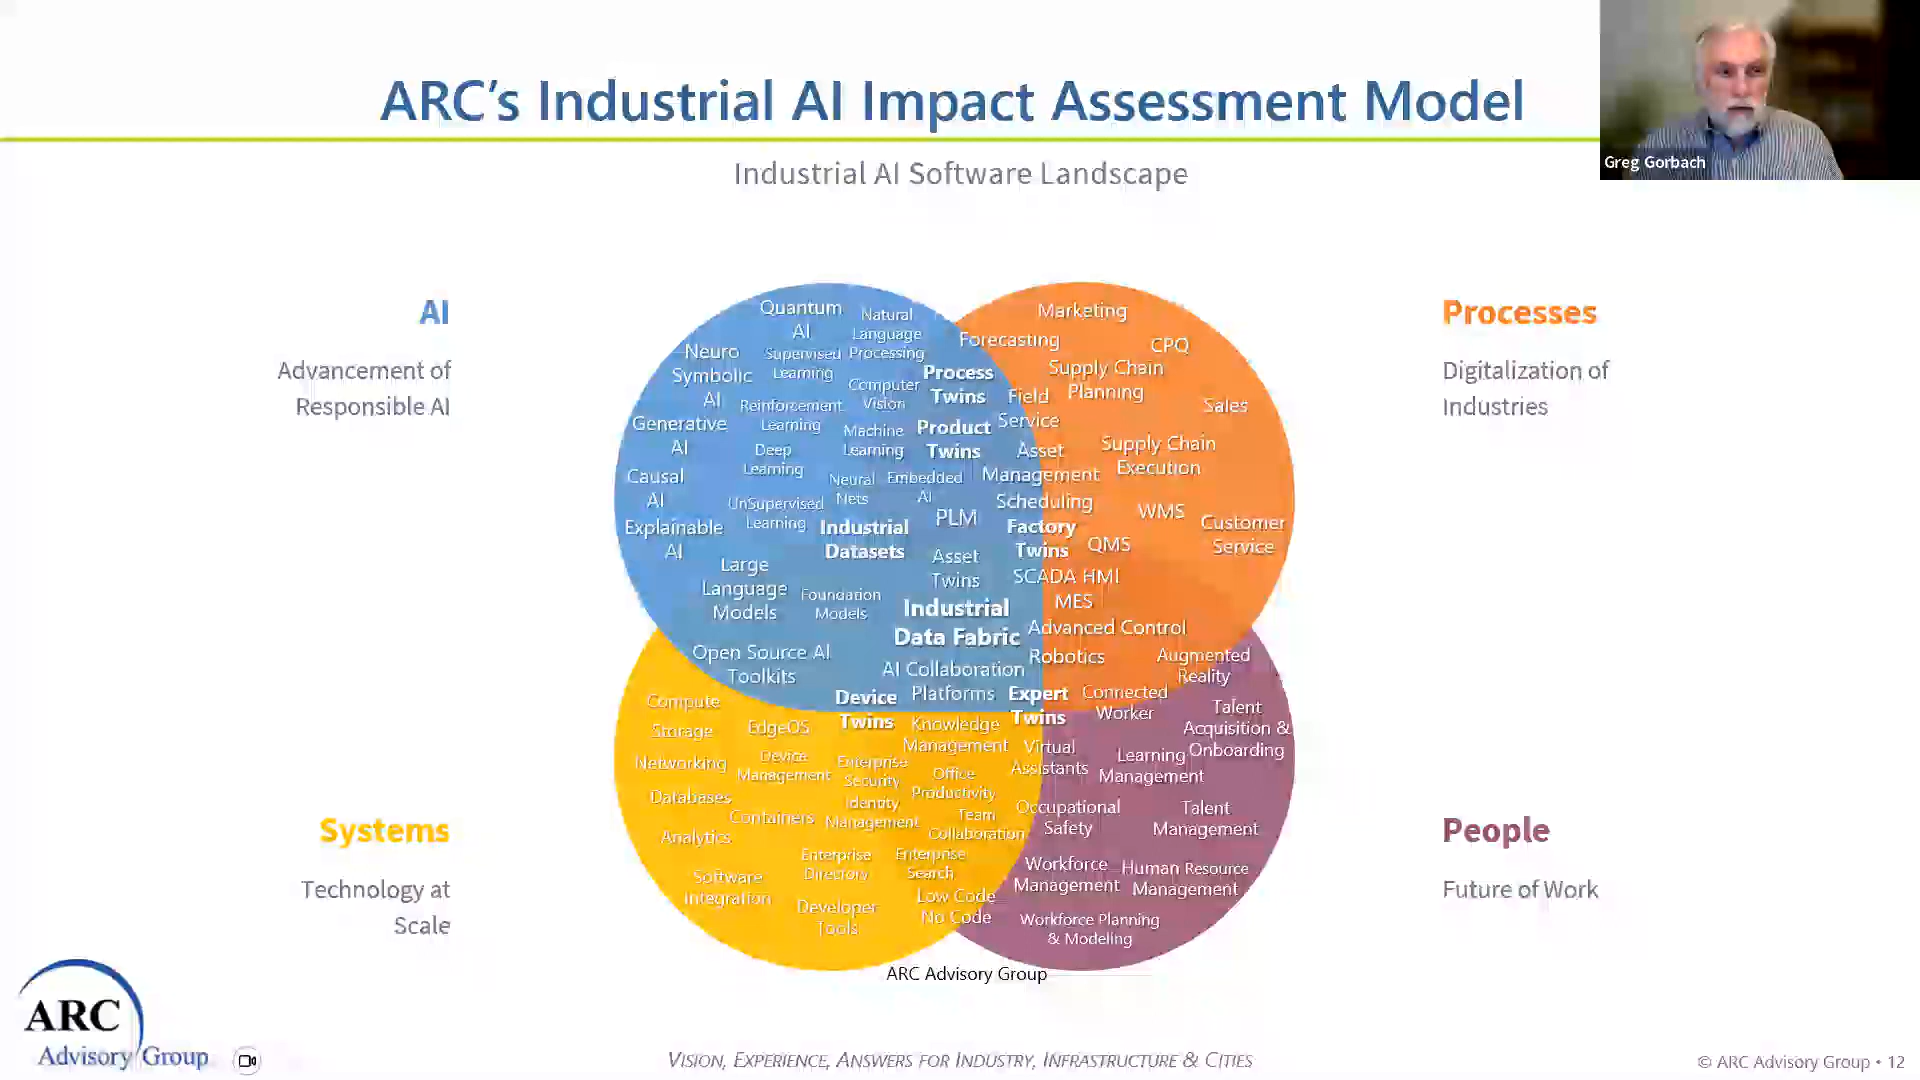 ARC's Industrial AI Impact Assessment Model
Greg Gorbach
Industrial AI Software Landscape
AI
Advancement of
Responsible AI
Processes
Digitalization of
Industries
Systems
Technology at
Scale
People
Future of Work
Quantum
AI
Natural
Language
Processing
Neuro
Symbolic
AI
Supervised
Learning
Computer
Vision
Process
Twins
Reinforcement
Learning
Generative
AI
Machine
Learning
Product
Twins
Deep
Learning
Causal
AI
Neural
Nets
Embedded
AI
UnSupervised
Learning
PLM
Explainable
AI
Industrial
Datasets
Asset
Twins
Large
Language
Models
Foundation
Models
Industrial
Data Fabric
Open Source AI
Toolkits
AI Collaboration
Platforms
Device
Twins
Expert
Twins
Marketing
Forecasting
CPQ
Supply Chain
Planning
Field
Service
Sales
Asset
Management
Supply Chain
Execution
Scheduling
WMS
Customer
Service
Factory
Twins
QMS
SCADA HMI
MES
Advanced Control
Robotics
Augmented
Reality
Connected
Worker
Compute
Storage
EdgeOS
Knowledge
Management
Networking
Device
Management
Enterprise
Security
Office
Productivity
Databases
Identity
Management
Containers
Team
Collaboration
Analytics
Enterprise
Directory
Enterprise
Search
Software
Integration
Developer
Tools
Low Code
No Code
Talent
Acquisition &
Onboarding
Virtual
Assistants
Learning
Management
Occupational
Safety
Talent
Management
Workforce
Management
Human Resource
Management
Workforce Planning
& Modeling
ARC Advisory Group
ARC
Advisory Group
VISION, EXPERIENCE, ANSWERS FOR INDUSTRY, INFRASTRUCTURE & CITIES
© ARC Advisory Group • 12